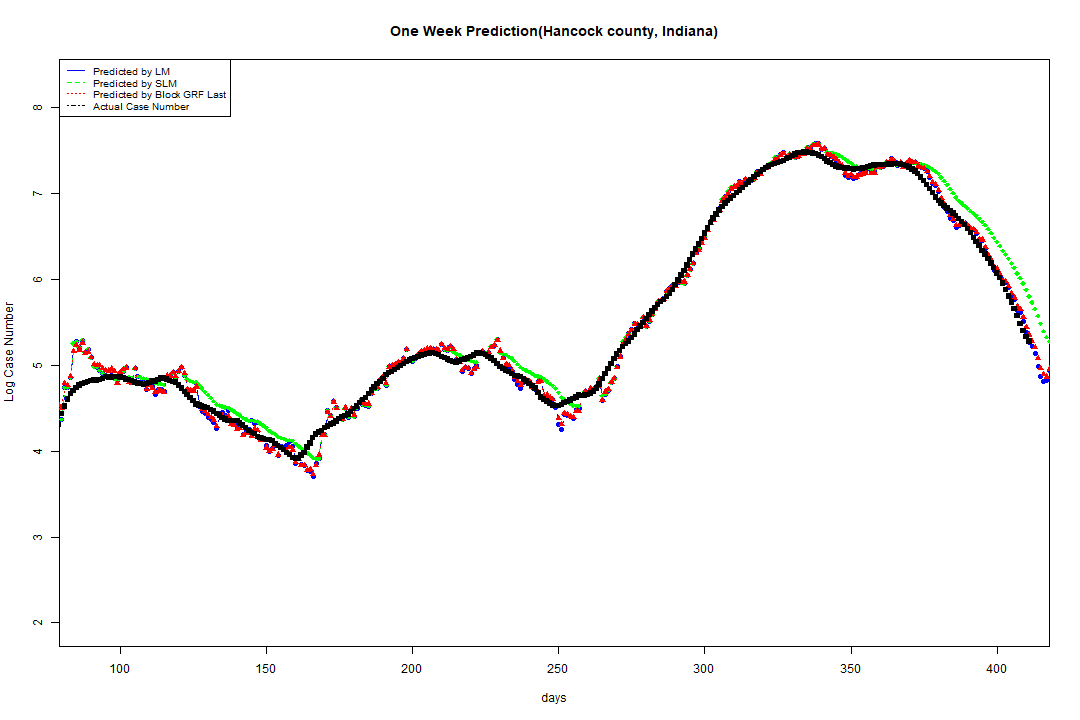 One Week Prediction(Hancock county, Indiana)
Predicted by LM
Predicted by SLM
Predicted by Block GRF Last
Actual Case Number
8
7
6
5
4
3
2
Log Case Number
100 150 200 250 300 350 400
days